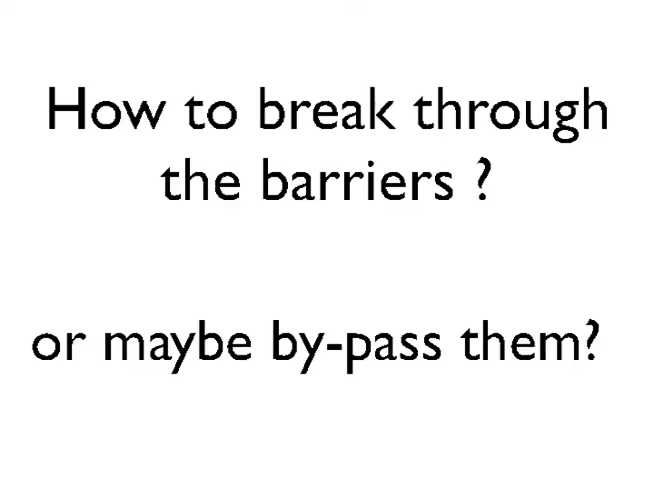 How to break through
the barriers ?
or maybe by-pass them?